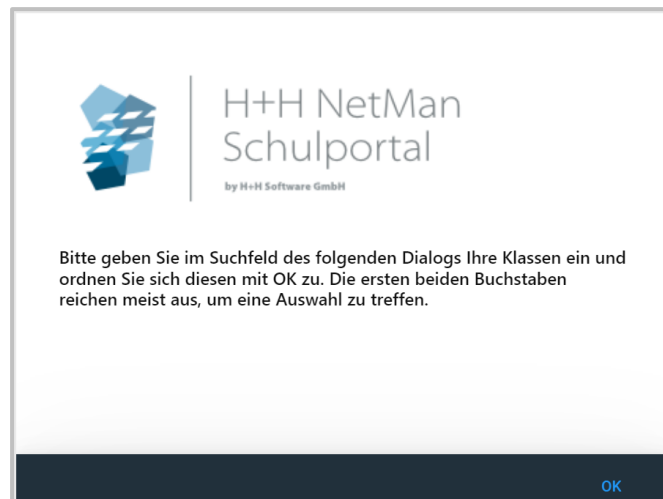 H+H NetMan
Schulportal
by H+H Software GmbH
Bitte geben Sie im Suchfeld des folgenden Dialogs Ihre Klassen ein und
ordnen Sie sich diesen mit OK zu. Die ersten beiden Buchstaben
reichen meist aus, um eine Auswahl zu treffen.
OK